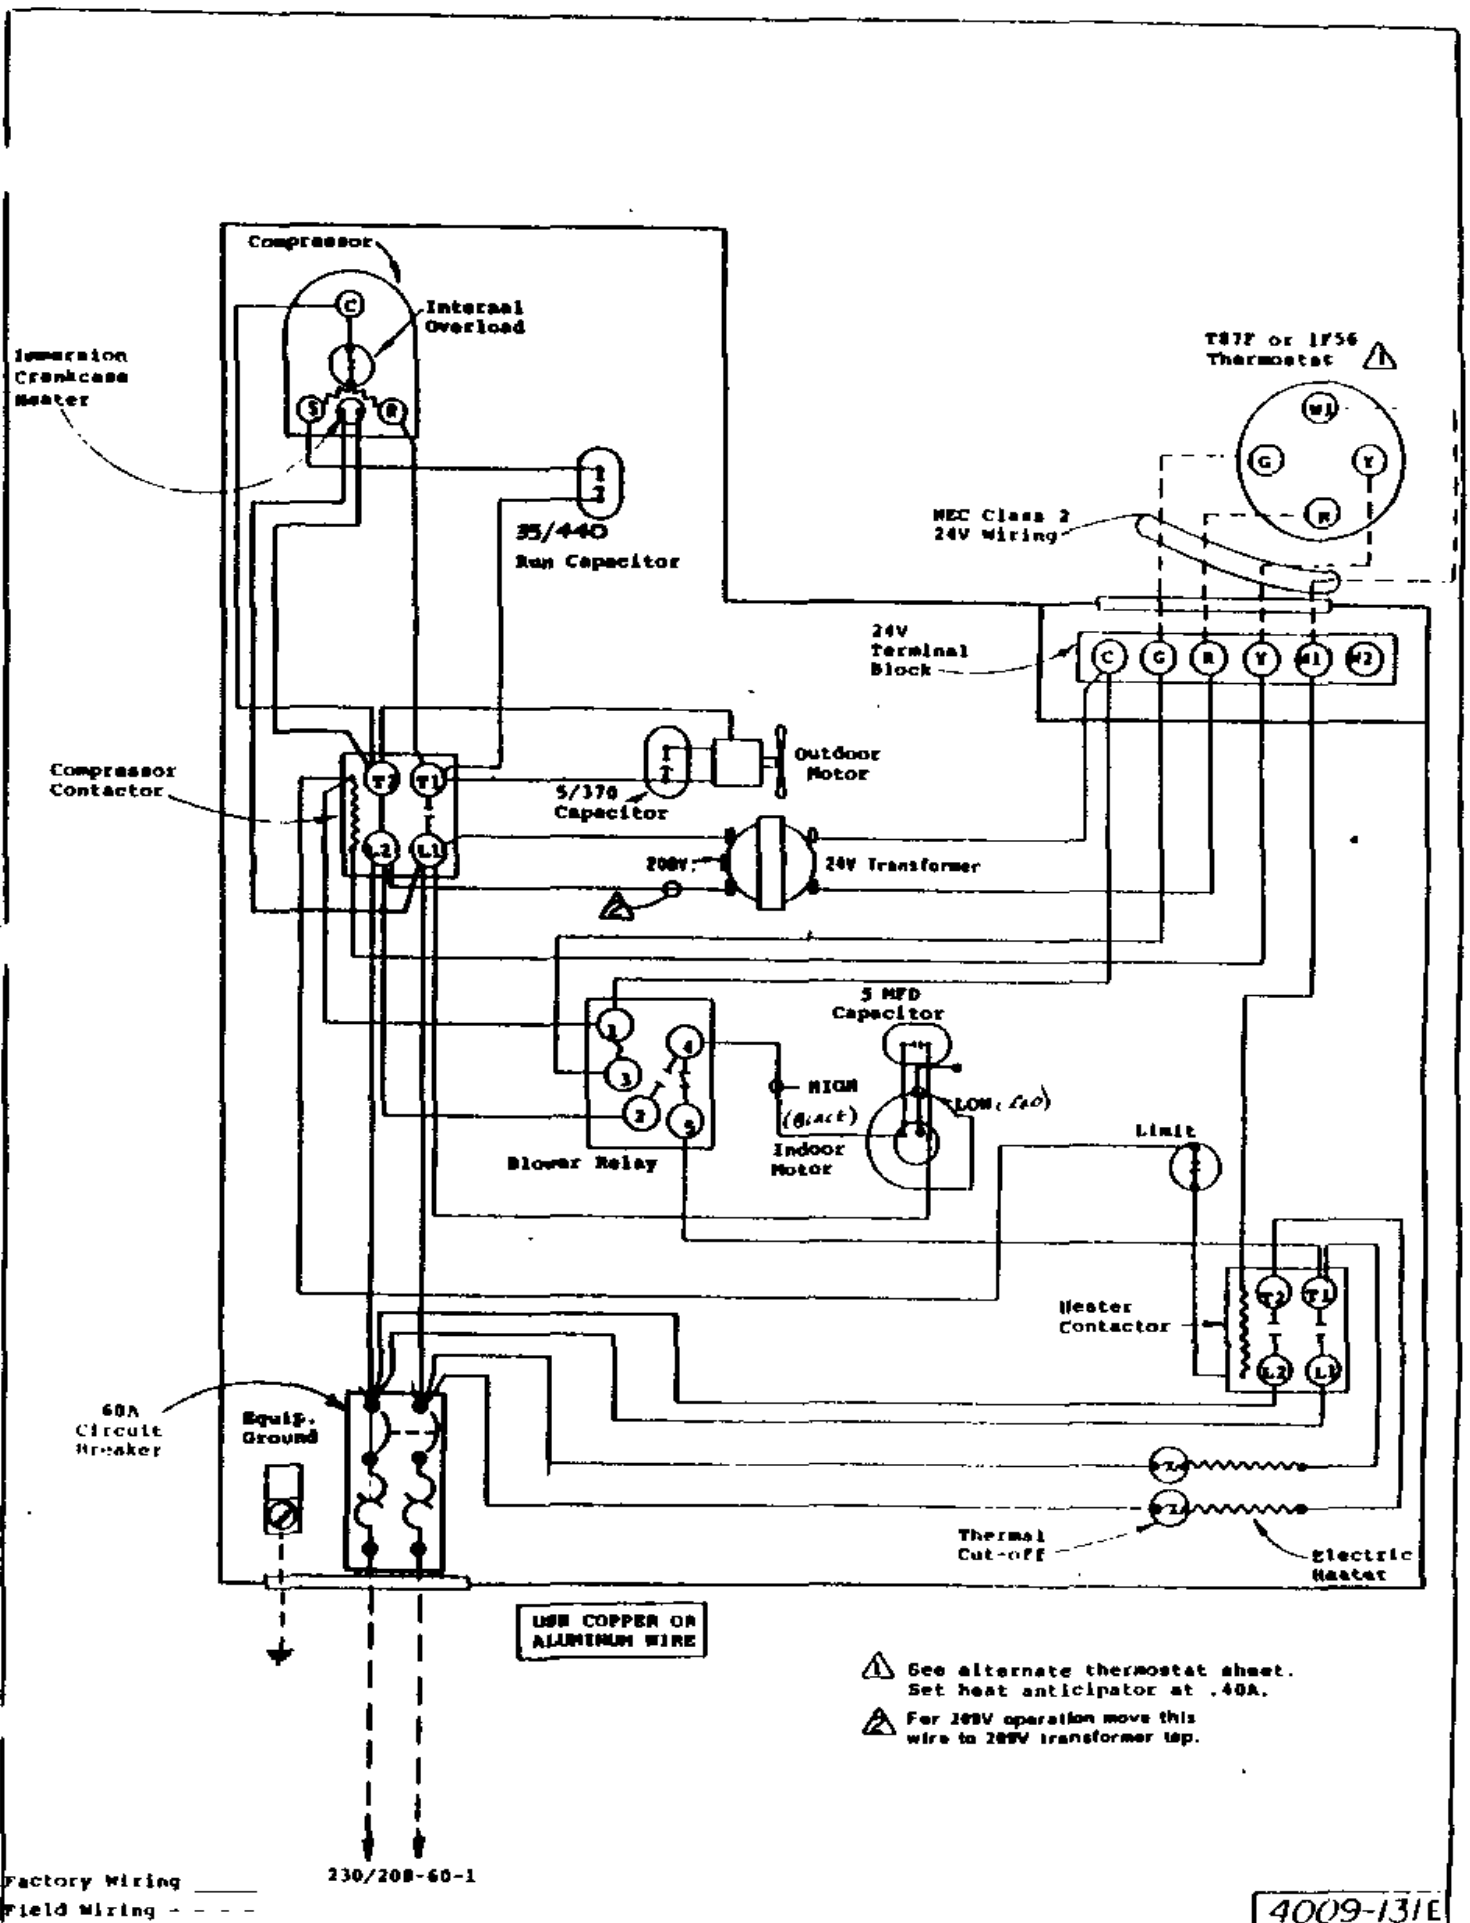 Compressor
C
Internal
Overload
Immersion
Crankcase
Heater
S
R
35/440
Run Capacitor
T87F or 1F56
Thermostat 1
W1
G
Y
R
NEC Class 2
24V Wiring
24V
Terminal
Block
C
G
R
Y
W1
W2
Compressor
Contactor
T2
T1
L2
L1
5/370
Capacitor
Outdoor
Motor
208V.
24V Transformer
2
5 MFD
Capacitor
1
3
4
2
5
HIGH
(Black)
LOW (Red)
Indoor
Motor
Blower Relay
Limit
T2
T1
L2
L1
Heater
Contactor
60A
Circuit
Breaker
Equip.
Ground
Thermal
Cut-off
Electric
Heater
USE COPPER OR
ALUMINUM WIRE
1 See alternate thermostat sheet.
Set heat anticipator at .40A.
2 For 208V operation move this
wire to 208V transformer tap.
230/208-60-1
Factory Wiring
Field Wiring
4009-131E